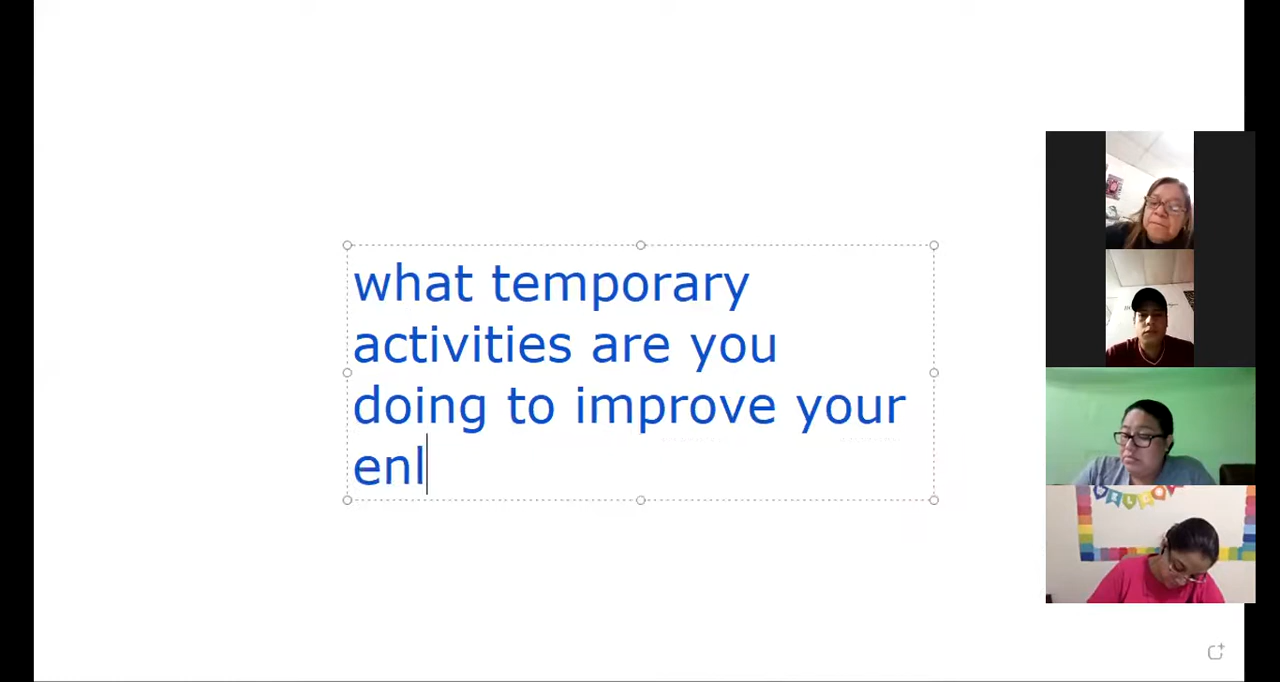 what temporary
activities are you
doing to improve your
enl